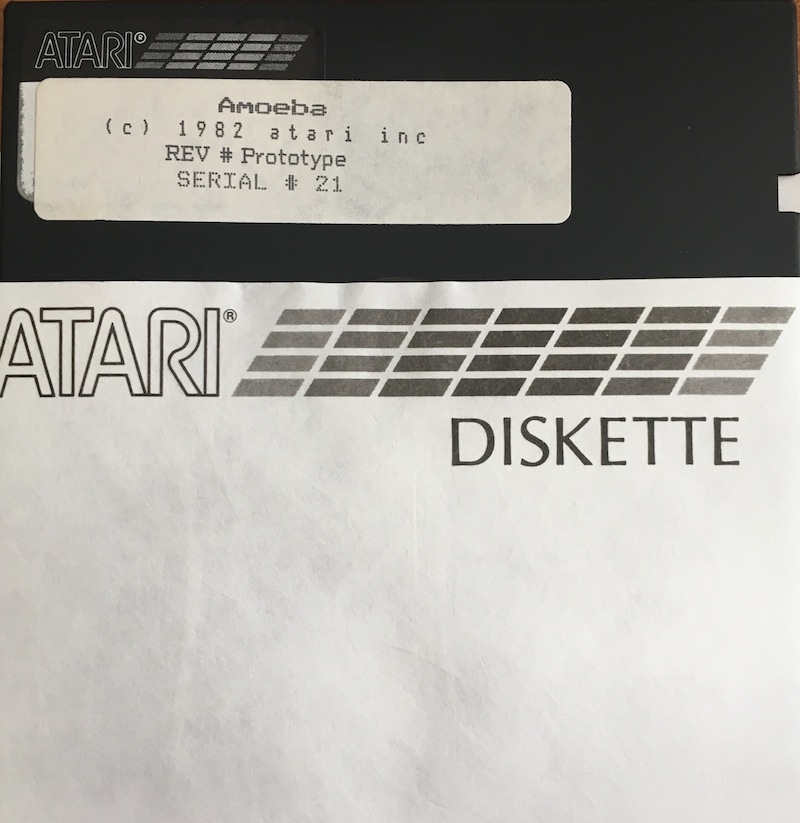 ATARI®
Amoeba
(c) 1982 atari inc
REV # Prototype
SERIAL # 21
ATARI®
DISKETTE